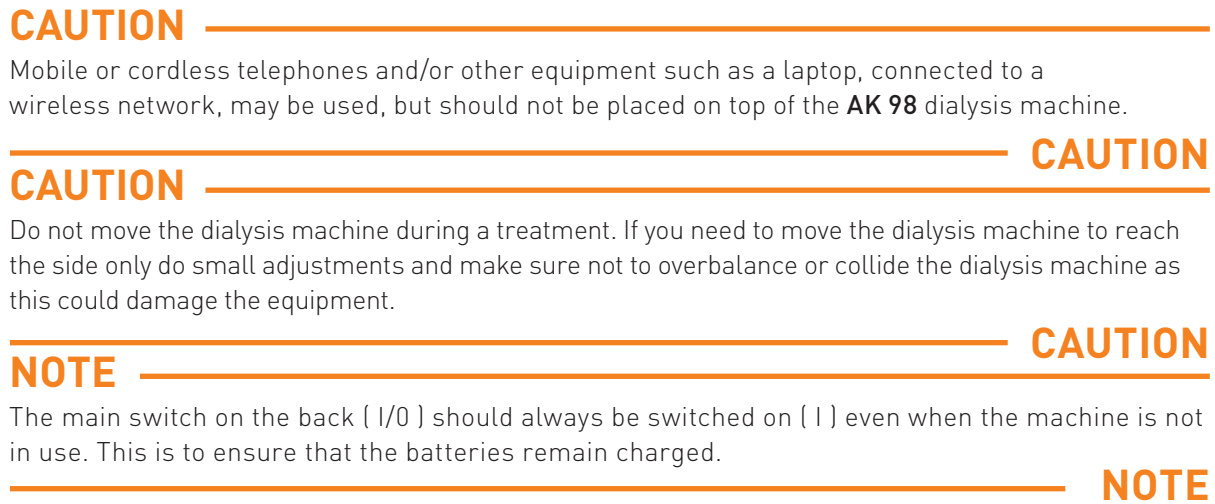 CAUTION
Mobile or cordless telephones and/or other equipment such as a laptop, connected to a
wireless network, may be used, but should not be placed on top of the AK 98 dialysis machine.
CAUTION
CAUTION
Do not move the dialysis machine during a treatment. If you need to move the dialysis machine to reach
the side only do small adjustments and make sure not to overbalance or collide the dialysis machine as
this could damage the equipment.
CAUTION
NOTE
The main switch on the back ( I/0 ) should always be switched on ( I ) even when the machine is not
in use. This is to ensure that the batteries remain charged.
NOTE